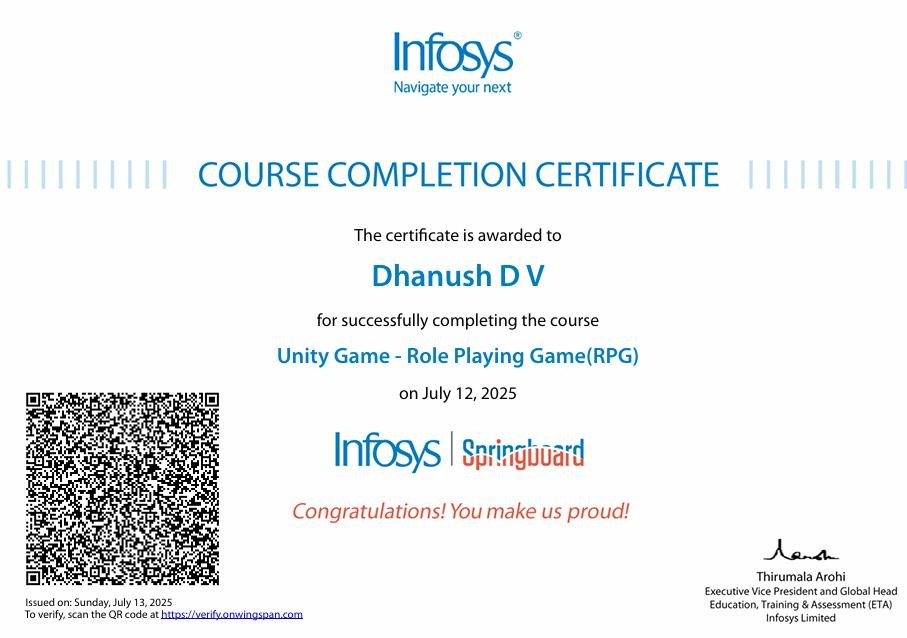 Infosys®
Navigate your next
COURSE COMPLETION CERTIFICATE
The certificate is awarded to
Dhanush D V
for successfully completing the course
Unity Game - Role Playing Game(RPG)
on July 12, 2025
Infosys | Springboard
Congratulations! You make us proud!
Thirumala Arohi
Executive Vice President and Global Head
Education, Training & Assessment (ETA)
Infosys Limited
Issued on: Sunday, July 13, 2025
To verify, scan the QR code at https://verify.onwingspan.com